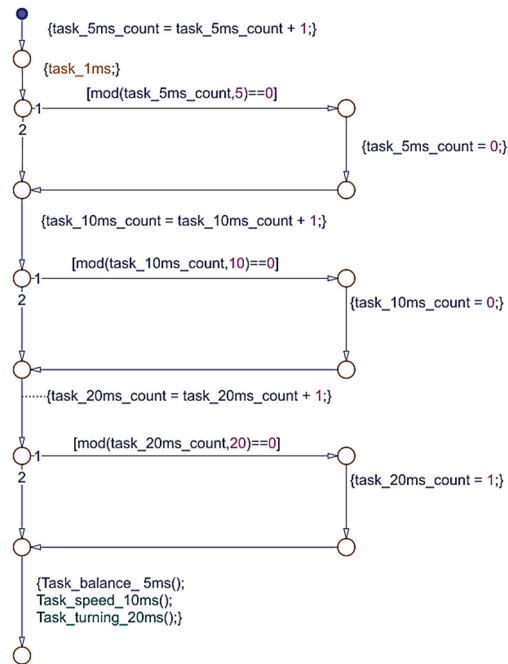 {task_5ms_count = task_5ms_count + 1;}
{task_1ms;}
[mod(task_5ms_count,5)==0]
1
2
{task_5ms_count = 0;}
{task_10ms_count = task_10ms_count + 1;}
[mod(task_10ms_count,10)==0]
1
2
{task_10ms_count = 0;}
{task_20ms_count = task_20ms_count + 1;}
[mod(task_20ms_count,20)==0]
1
2
{task_20ms_count = 1;}
{Task_balance_ 5ms();
Task_speed_10ms();
Task_turning_20ms();}